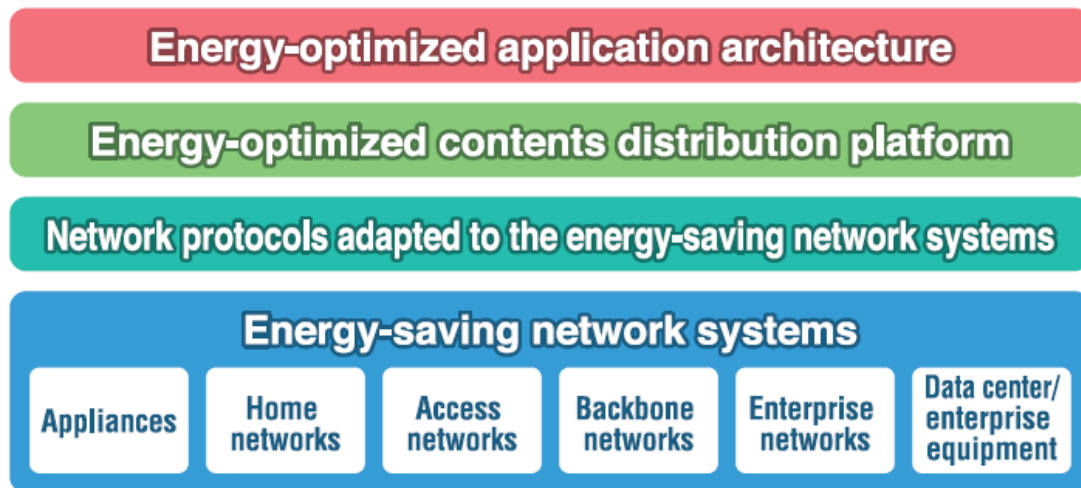 Energy-optimized application architecture
Energy-optimized contents distribution platform
Network protocols adapted to the energy-saving network systems
Energy-saving network systems
Appliances
Home
networks
Access
networks
Backbone
networks
Enterprise
networks
Data center/
enterprise
equipment